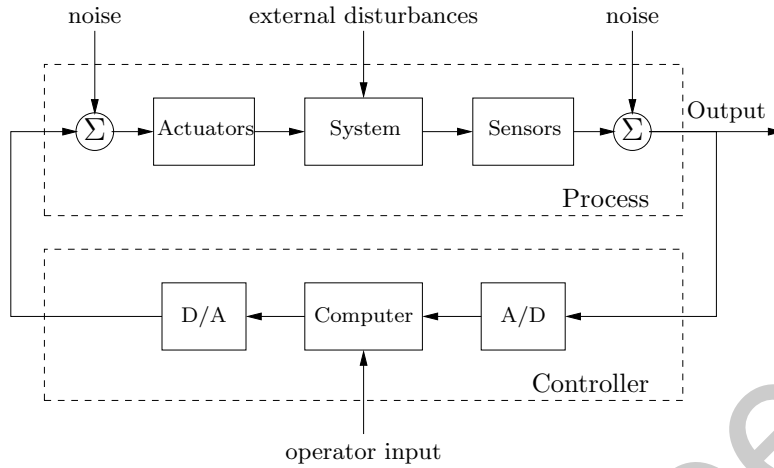 noise
external disturbances
noise
Σ
Actuators
System
Sensors
Σ
Output
Process
D/A
Computer
A/D
Controller
operator input